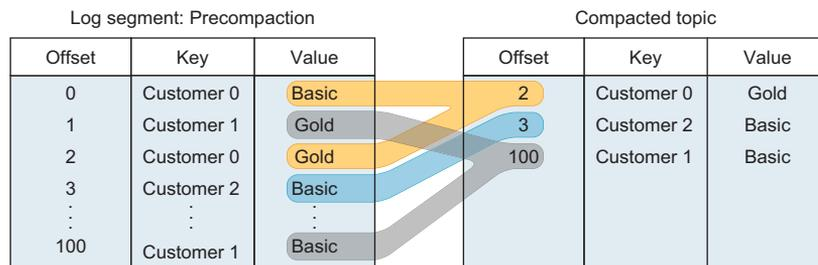 Log segment: Precompaction
Offset Key Value
0 Customer 0 Basic
1 Customer 1 Gold
2 Customer 0 Gold
3 Customer 2 Basic
100 Customer 1 Basic
Compacted topic
Offset Key Value
2 Customer 0 Gold
3 Customer 2 Basic
100 Customer 1 Basic